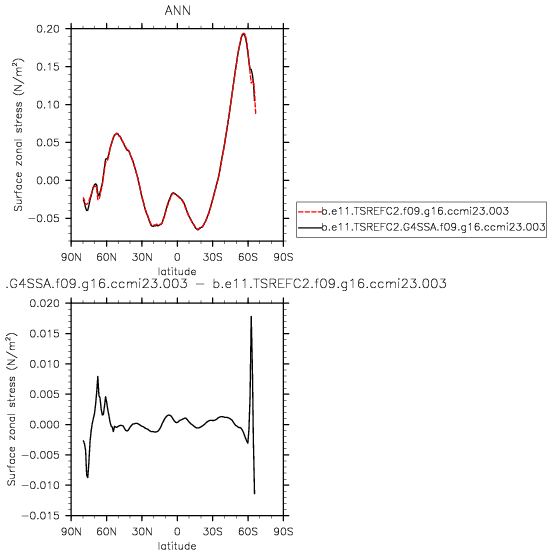 ANN
0.20
0.15
0.10
0.05
0.00
−0.05
Surface zonal stress (N/m²)
90N 60N 30N 0 30S 60S 90S
latitude
b.e11.TSREFC2.f09.g16.ccmi23.003
b.e11.TSREFC2.G4SSA.f09.g16.ccmi23.003
.G4SSA.f09.g16.ccmi23.003 − b.e11.TSREFC2.f09.g16.ccmi23.003
0.020
0.015
0.010
0.005
0.000
−0.005
−0.010
−0.015
Surface zonal stress (N/m²)
90N 60N 30N 0 30S 60S 90S
latitude